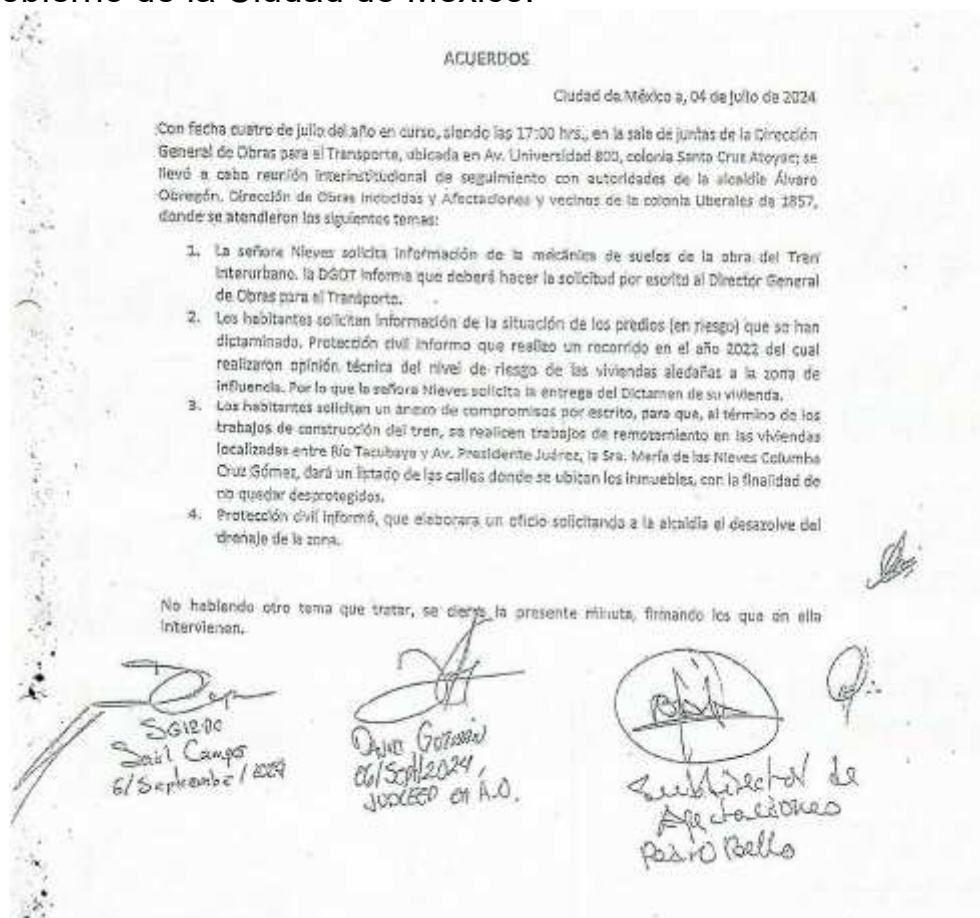 obierno de la Ciudad de México.
ACUERDOS
Ciudad de México a, 04 de julio de 2024
Con fecha cuatro de julio del año en curso, siendo las 17:00 hrs., en la sala de juntas de la Dirección
General de Obras para el Transporte, ubicada en Av. Universidad 800, colonia Santa Cruz Atoyac; se
llevó a cabo reunión interinstitucional de seguimiento con autoridades de la alcaldía Álvaro
Obregón, Dirección de Obras Inducidas y Afectaciones y vecinos de la colonia Liberales de 1857,
donde se atendieron los siguientes temas:
1. La señora Nieves solicita información de la mecánica de suelos de la obra del Tren
Interurbano, la DGOT informa que deberá hacer la solicitud por escrito al Director General
de Obras para el Transporte.
2. Los habitantes solicitan información de la situación de los predios (en riesgo) que se han
dictaminado. Protección civil informo que realizo un recorrido en el año 2022 del cual
realizaron opinión técnica del nivel de riesgo de las viviendas aledañas a la zona de
influencia. Por lo que la señora Nieves solicita la entrega del Dictamen de su vivienda.
3. Los habitantes solicitan un anexo de compromisos por escrito, para que, al término de los
trabajos de construcción del tren, se realicen trabajos de remozamiento en las viviendas
localizadas entre Río Tacubaya y Av. Presidente Juárez, la Sra. María de las Nieves Columba
Cruz Gómez, dará un listado de las calles donde se ubican los inmuebles, con la finalidad de
no quedar desprotegidos.
4. Protección civil informó, que elaborara un oficio solicitando a la alcaldía el desazolve del
drenaje de la zona.
No habiendo otro tema que tratar, se cierra la presente minuta, firmando los que en ella
intervienen.
Saúl Campos
6/Septiembre/2024
David Guzmán
06/Sept/2024,
en A.O.
Subdirector de
Afectaciones
Pedro Bello